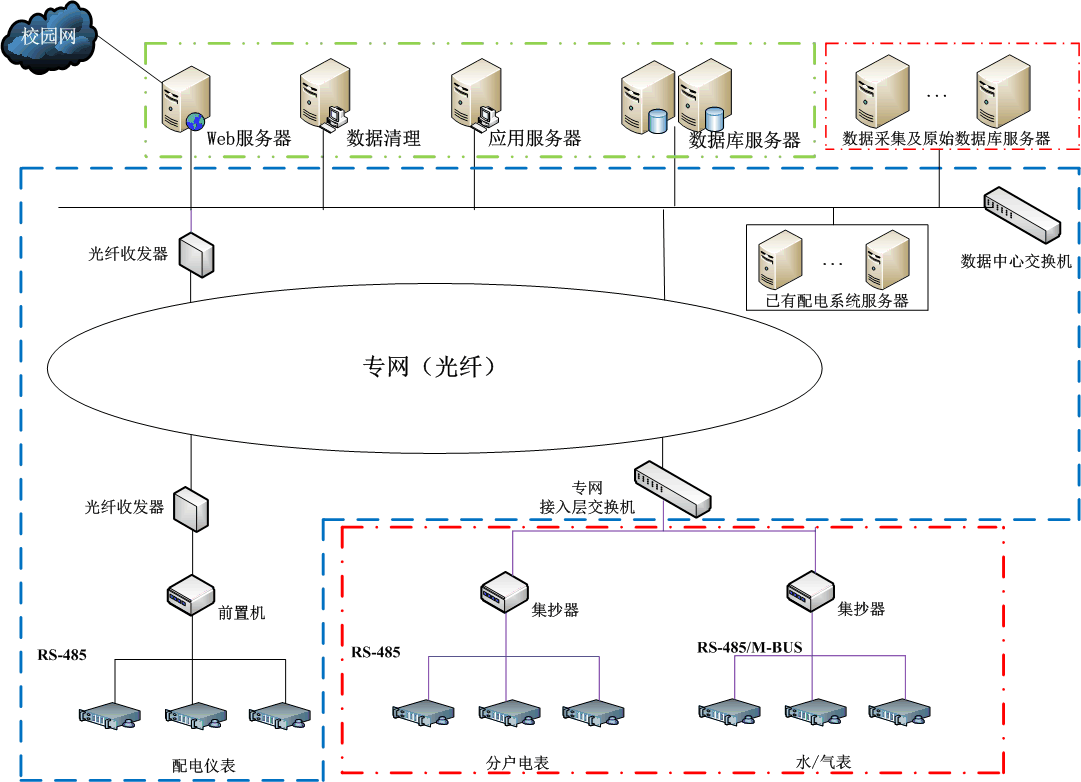 校园网
Web服务器
数据清理
应用服务器
数据库服务器
...
数据采集及原始数据库服务器
光纤收发器
...
已有配电系统服务器
数据中心交换机
专网（光纤）
光纤收发器
专网
接入层交换机
前置机
集抄器
集抄器
RS-485
RS-485
RS-485/M-BUS
配电仪表
分户电表
水/气表